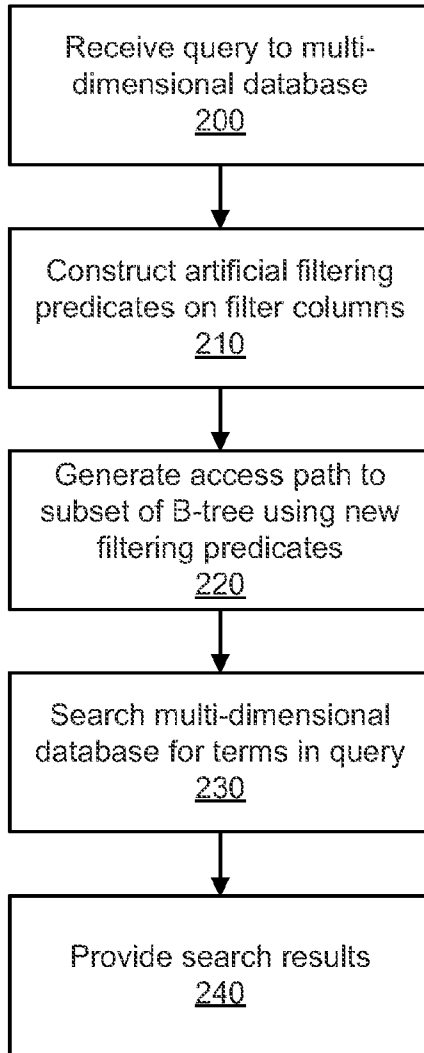 Receive query to multi-
dimensional database
200
Construct artificial filtering
predicates on filter columns
210
Generate access path to
subset of B-tree using new
filtering predicates
220
Search multi-dimensional
database for terms in query
230
Provide search results
240